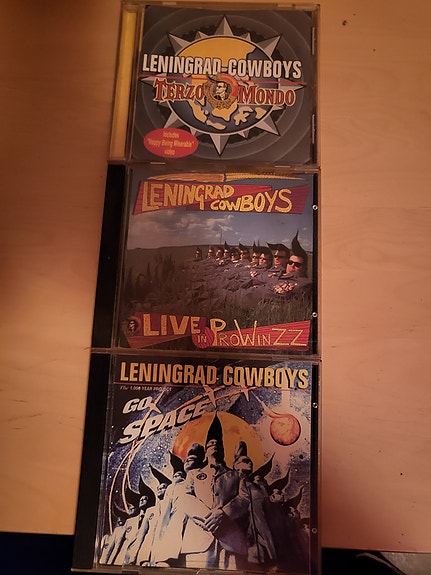 LENINGRAD COWBOYS
TERZO MONDO
Includes
"Happy Being Miserable"
video
LENINGRAD
COWBOYS
LIVE IN PROWINZZ
LENINGRAD COWBOYS
THE 1.000 YEAR PROJECT
GO
SPACE